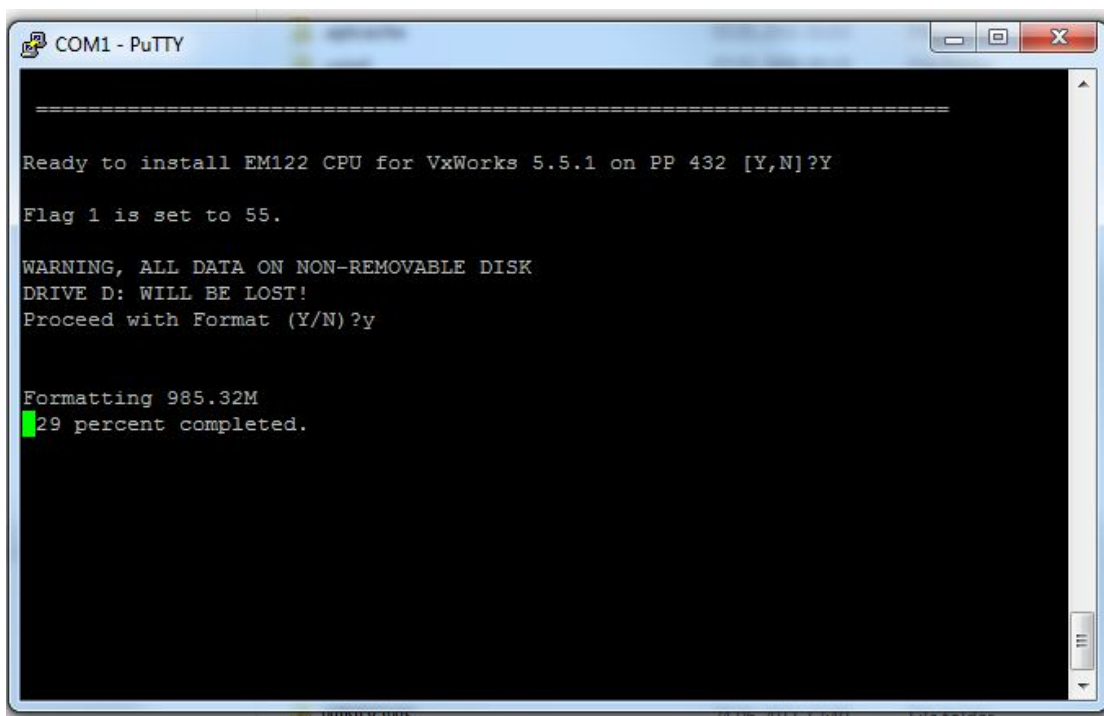 COM1 - PuTTY
======================================================================
Ready to install EM122 CPU for VxWorks 5.5.1 on PP 432 [Y,N]?Y
Flag 1 is set to 55.
WARNING, ALL DATA ON NON-REMOVABLE DISK
DRIVE D: WILL BE LOST!
Proceed with Format (Y/N)?y
Formatting 985.32M
29 percent completed.